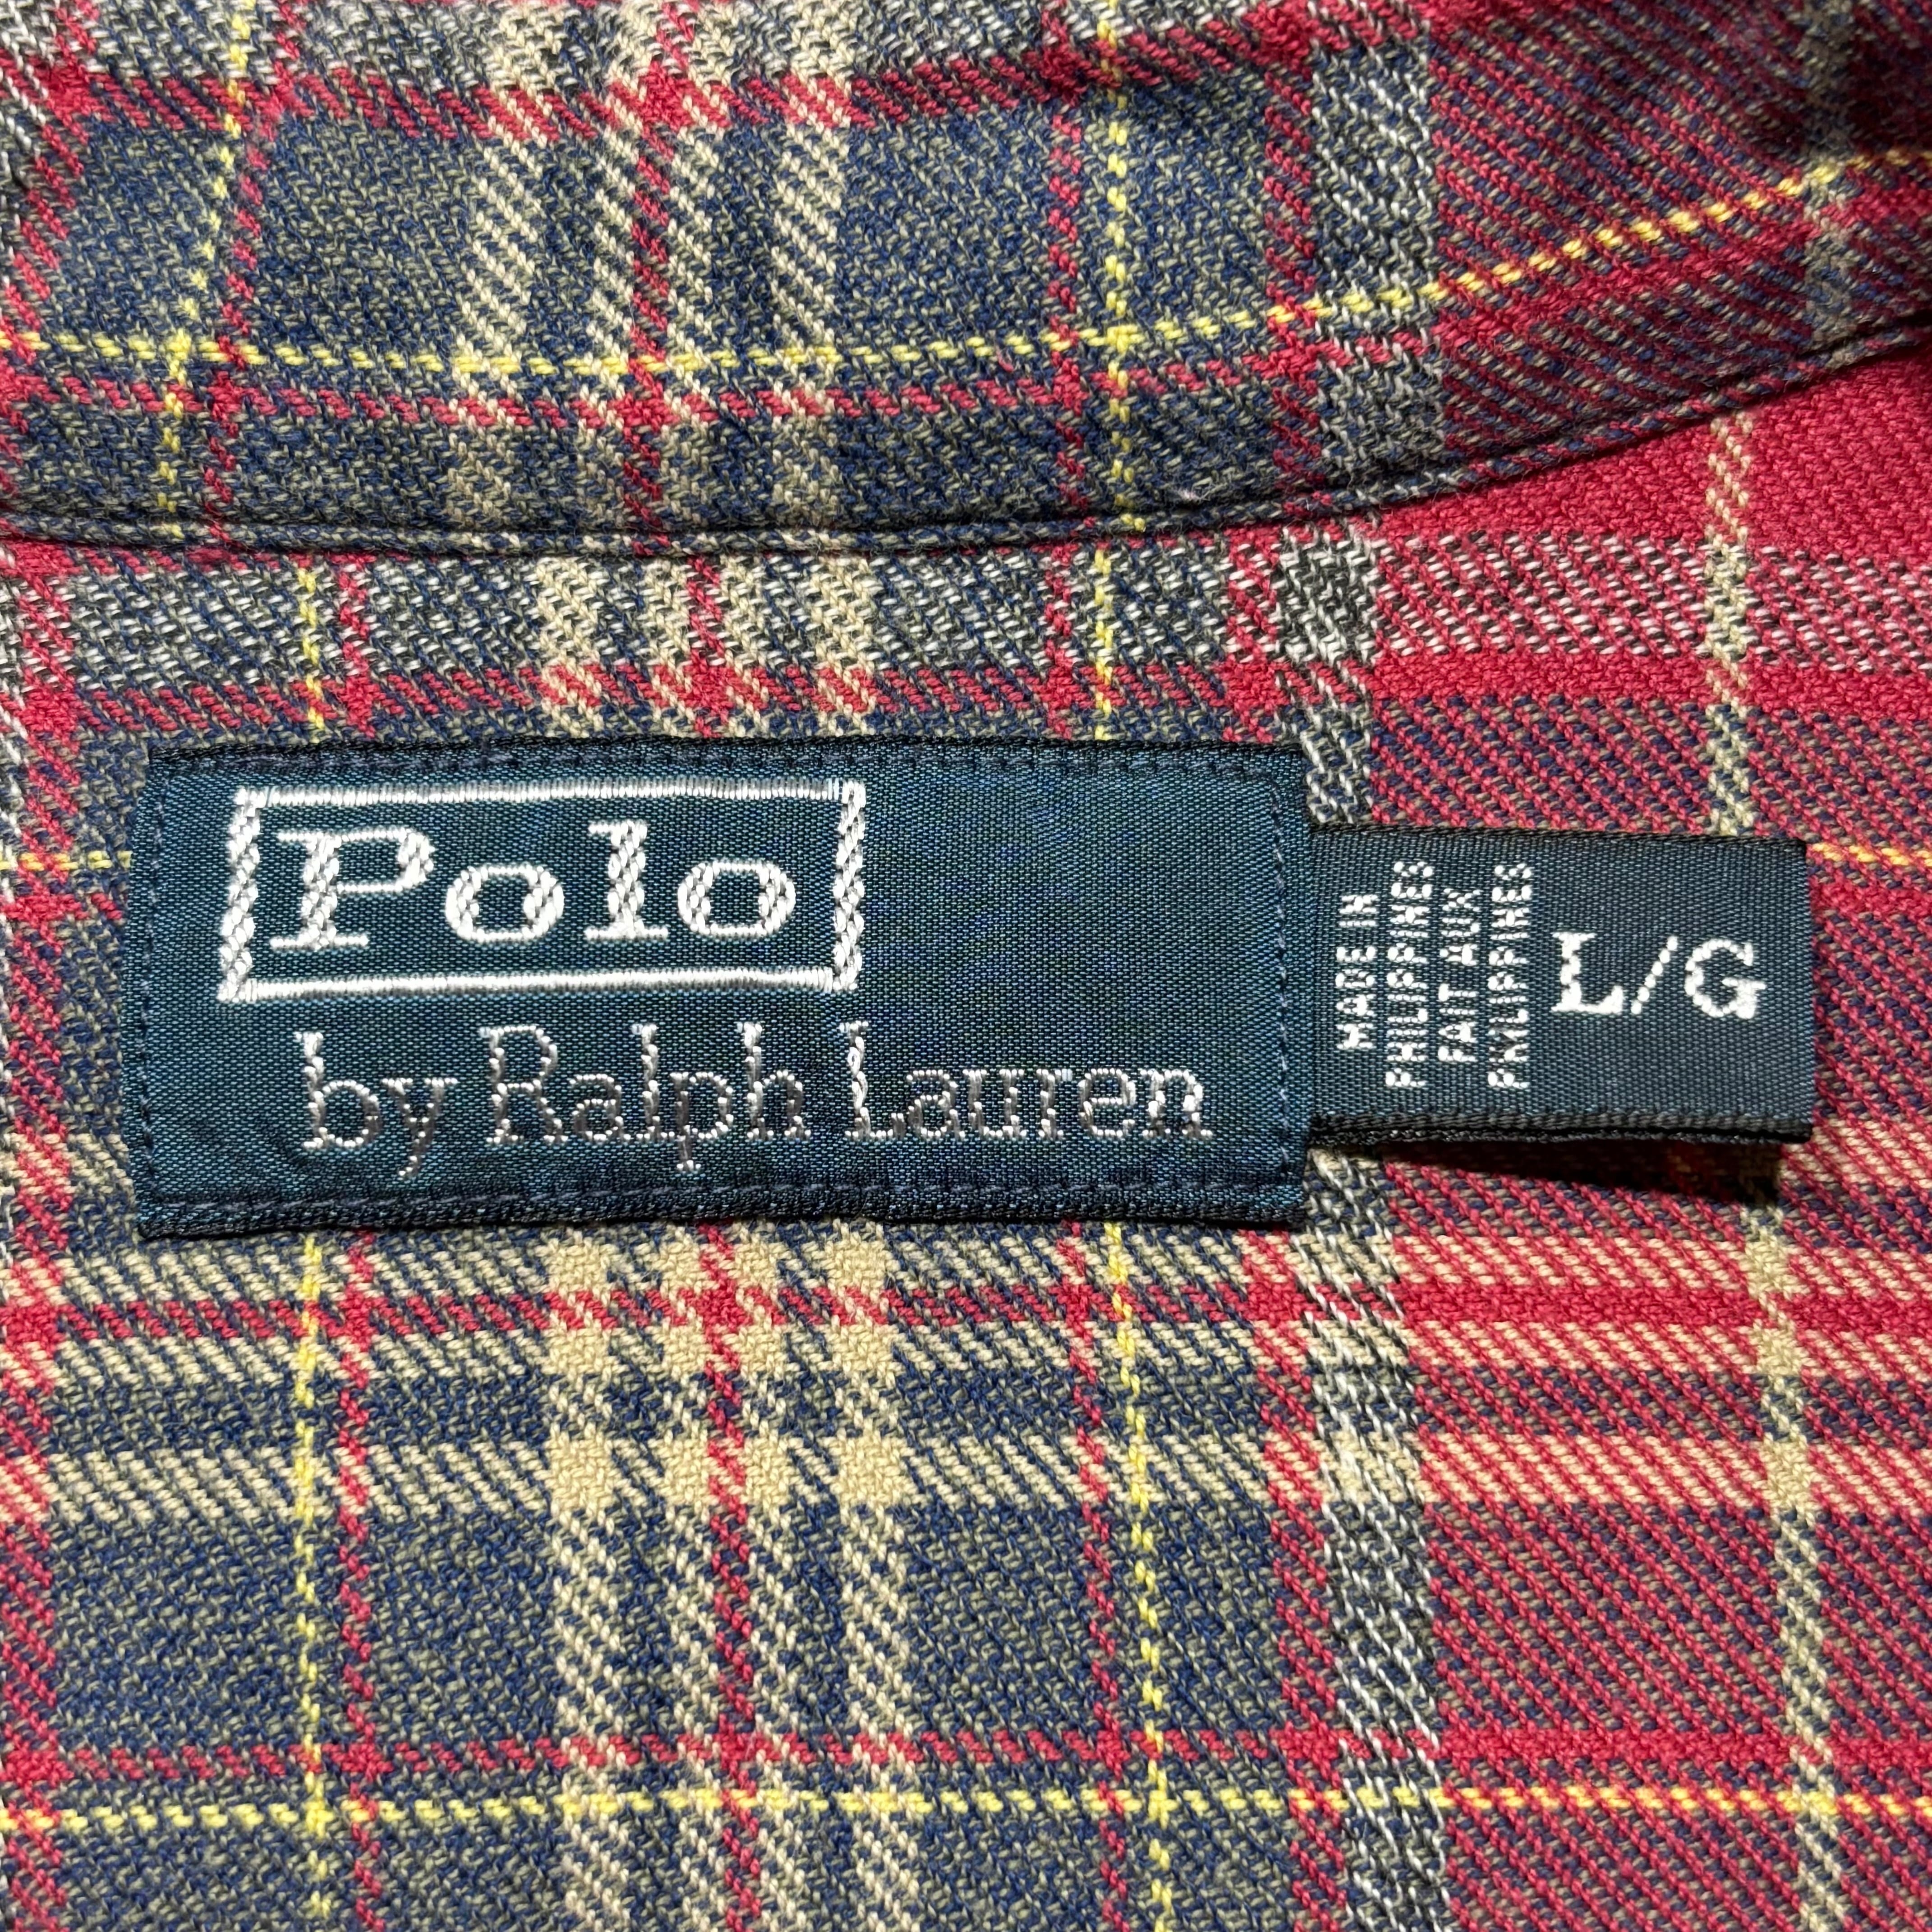 Polo
by Ralph Lauren
MADE IN
PHILIPPINES
FAIT AUX
PHILIPPINES
L/G